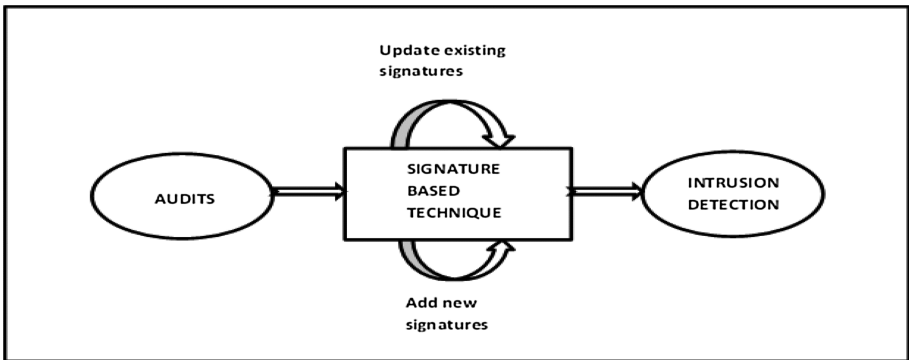 Update existing
signatures
AUDITS
SIGNATURE
BASED
TECHNIQUE
INTRUSION
DETECTION
Add new
signatures